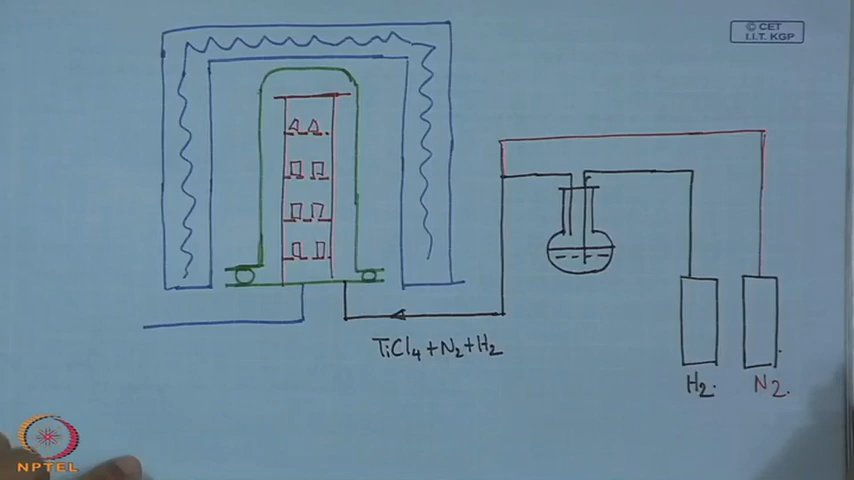 © CET
I.I.T. KGP
TiCl4 + N2 + H2
H2.
N2.
NPTEL